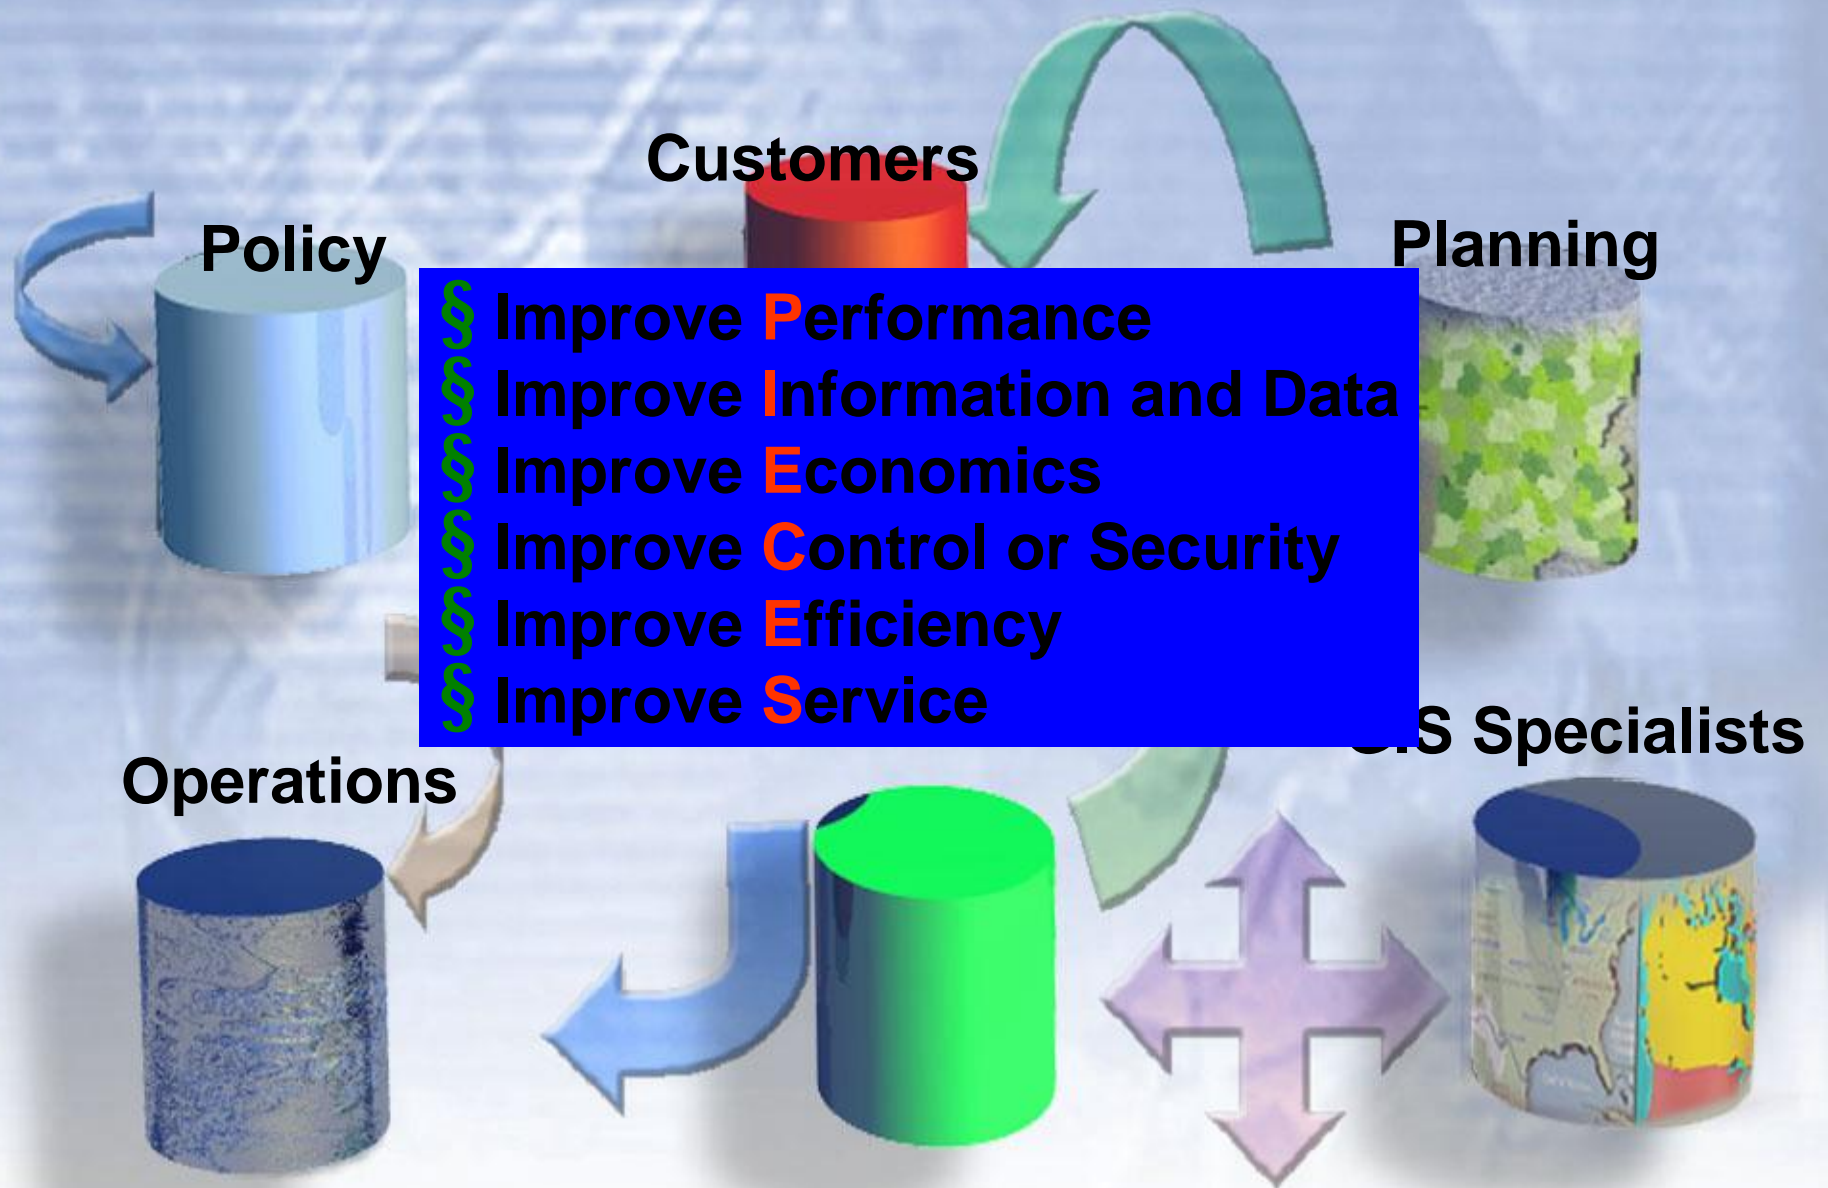 Customers
Policy
Planning
§ Improve Performance
§ Improve Information and Data
§ Improve Economics
§ Improve Control or Security
§ Improve Efficiency
§ Improve Service
Specialists
Operations